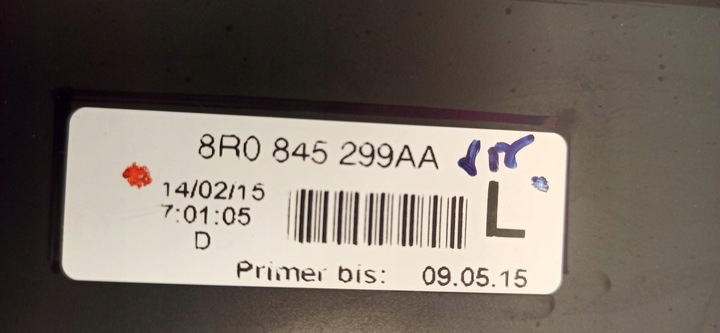 8R0 845 299AA
14/02/15
7:01:05
D
L
Primer bis: 09.05.15